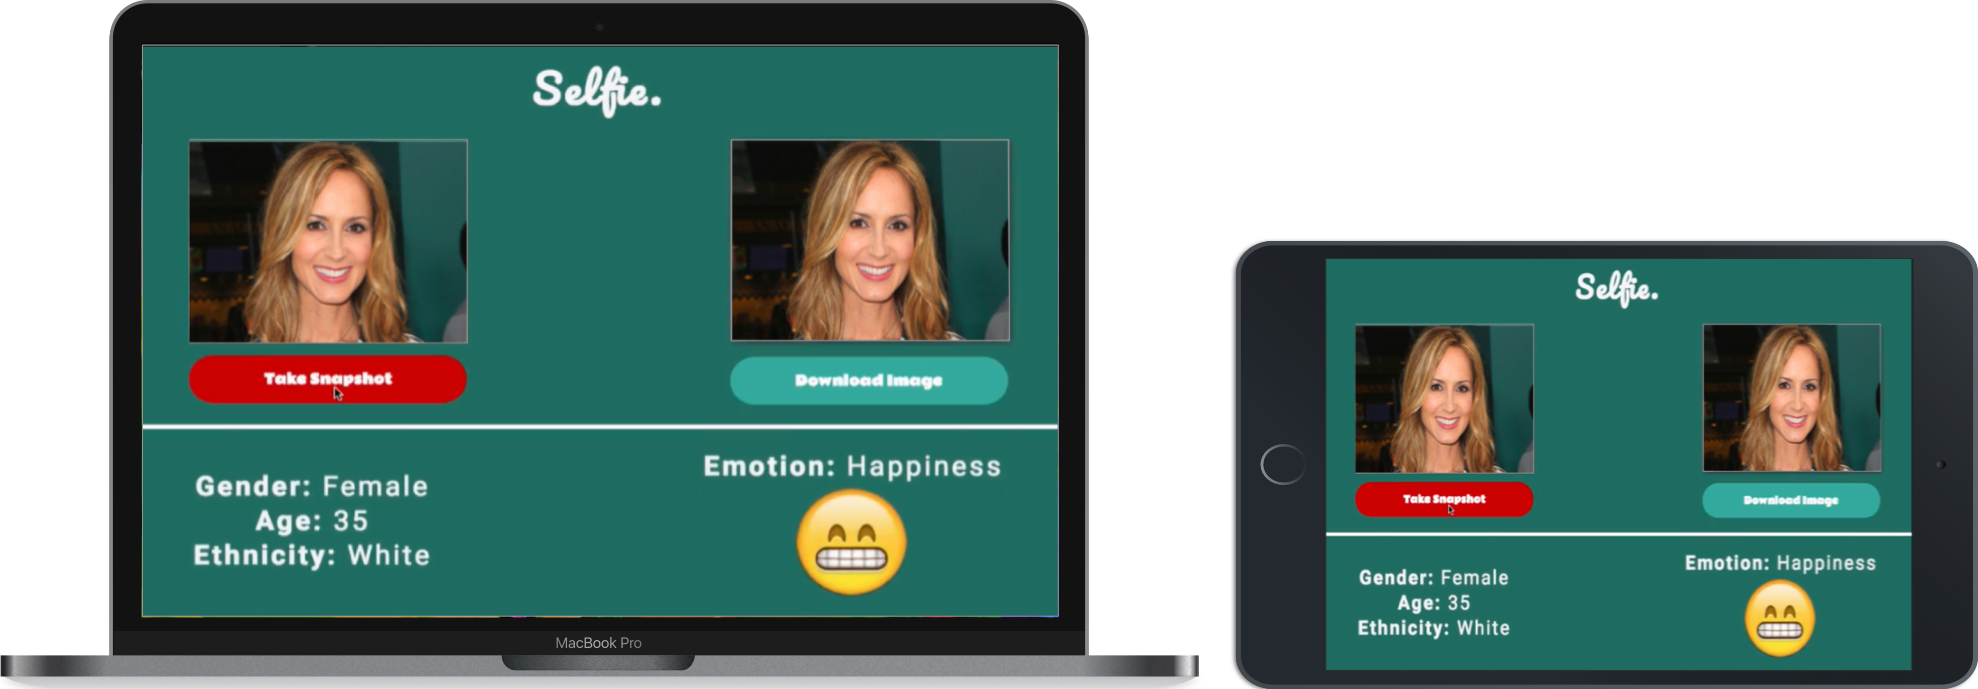 Selfie.
Take Snapshot
Download Image
Gender: Female
Age: 35
Ethnicity: White
Emotion: Happiness
MacBook Pro
Selfie.
Take Snapshot
Download Image
Gender: Female
Age: 35
Ethnicity: White
Emotion: Happiness